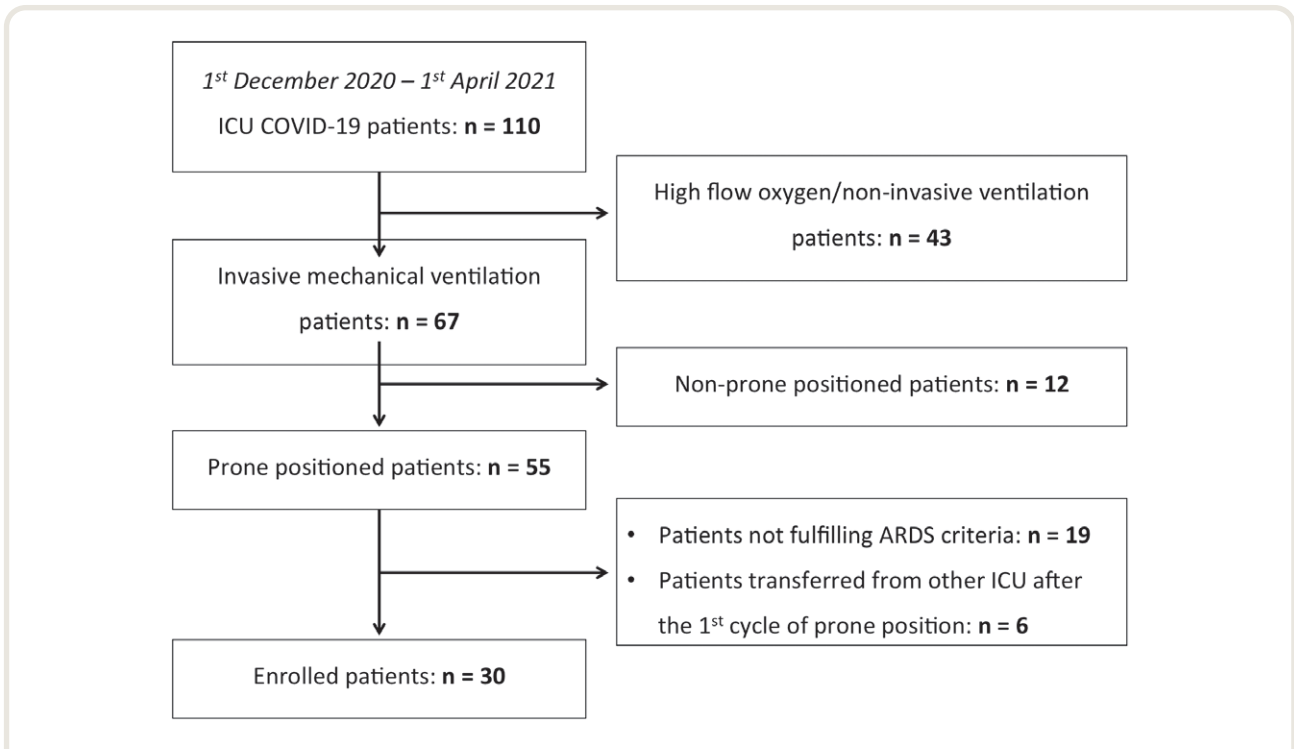 1st December 2020 – 1st April 2021
ICU COVID-19 patients: n = 110
High flow oxygen/non-invasive ventilation
patients: n = 43
Invasive mechanical ventilation
patients: n = 67
Non-prone positioned patients: n = 12
Prone positioned patients: n = 55
• Patients not fulfilling ARDS criteria: n = 19
• Patients transferred from other ICU after
the 1st cycle of prone position: n = 6
Enrolled patients: n = 30